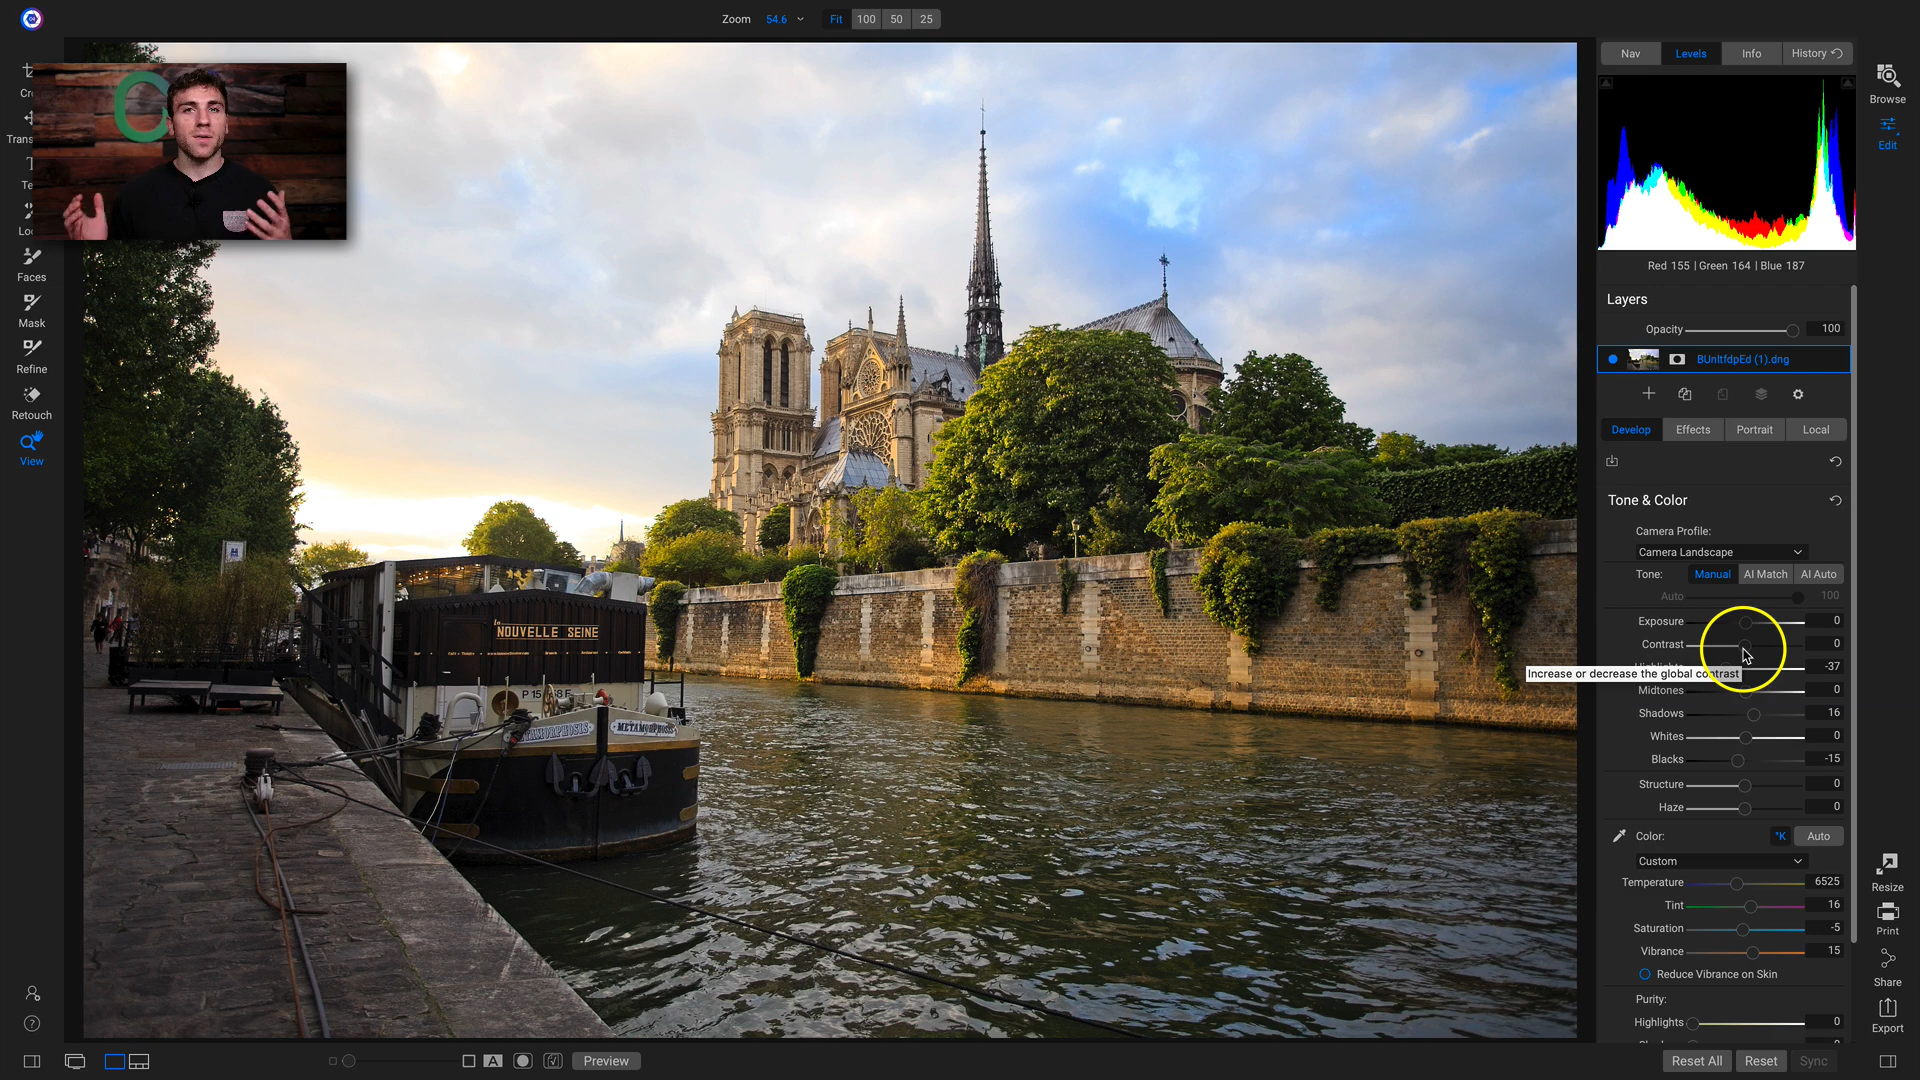 Zoom 54.6 Fit 100 50 25
Nav Levels Info History
Browse
Edit
Red 155 | Green 164 | Blue 187
Layers
Opacity 100
BUnltfdpEd (1).dng
Develop Effects Portrait Local
Tone & Color
Camera Profile:
Camera Landscape
Tone: Manual AI Match AI Auto
Auto 100
Exposure 0
Contrast 0
-37
Increase or decrease the global contrast
Midtones 0
Shadows 16
Whites 0
Blacks -15
Structure 0
Haze 0
Color: °K Auto
Custom
Temperature 6525
Tint 16
Saturation -5
Vibrance 15
Reduce Vibrance on Skin
Purity:
Highlights 0
Resize
Print
Share
Export
Reset All Reset Sync
Cro
Trans
Te
Loc
Faces
Mask
Refine
Retouch
View
la
NOUVELLE SEINE
METAMORPHOSIS
METAMORPHOSIS
A Preview